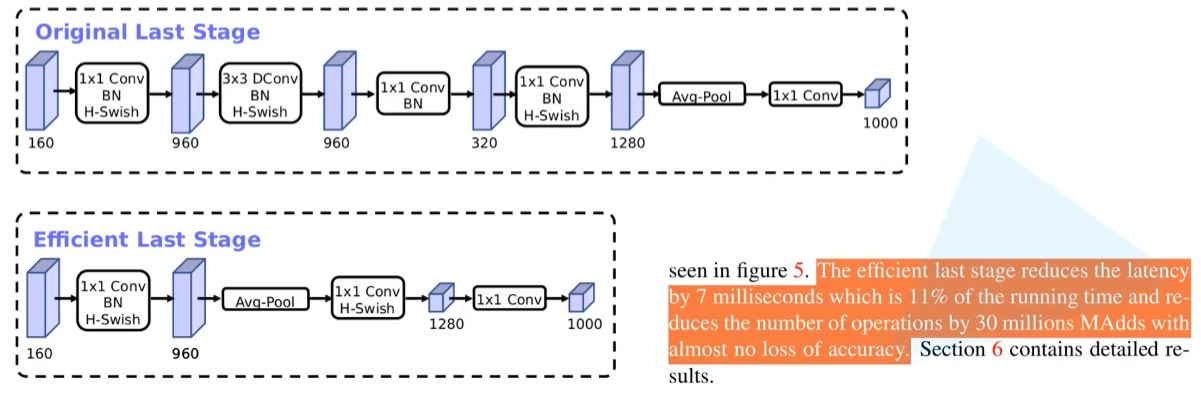 Original Last Stage
1x1 Conv
BN
H-Swish
3x3 DConv
BN
H-Swish
1x1 Conv
BN
1x1 Conv
BN
H-Swish
Avg-Pool
1x1 Conv
160
960
960
320
1280
1000
Efficient Last Stage
1x1 Conv
BN
H-Swish
Avg-Pool
1x1 Conv
H-Swish
1x1 Conv
160
960
1280
1000
seen in figure 5. The efficient last stage reduces the latency
by 7 milliseconds which is 11% of the running time and re-
duces the number of operations by 30 millions MAdds with
almost no loss of accuracy. Section 6 contains detailed re-
sults.